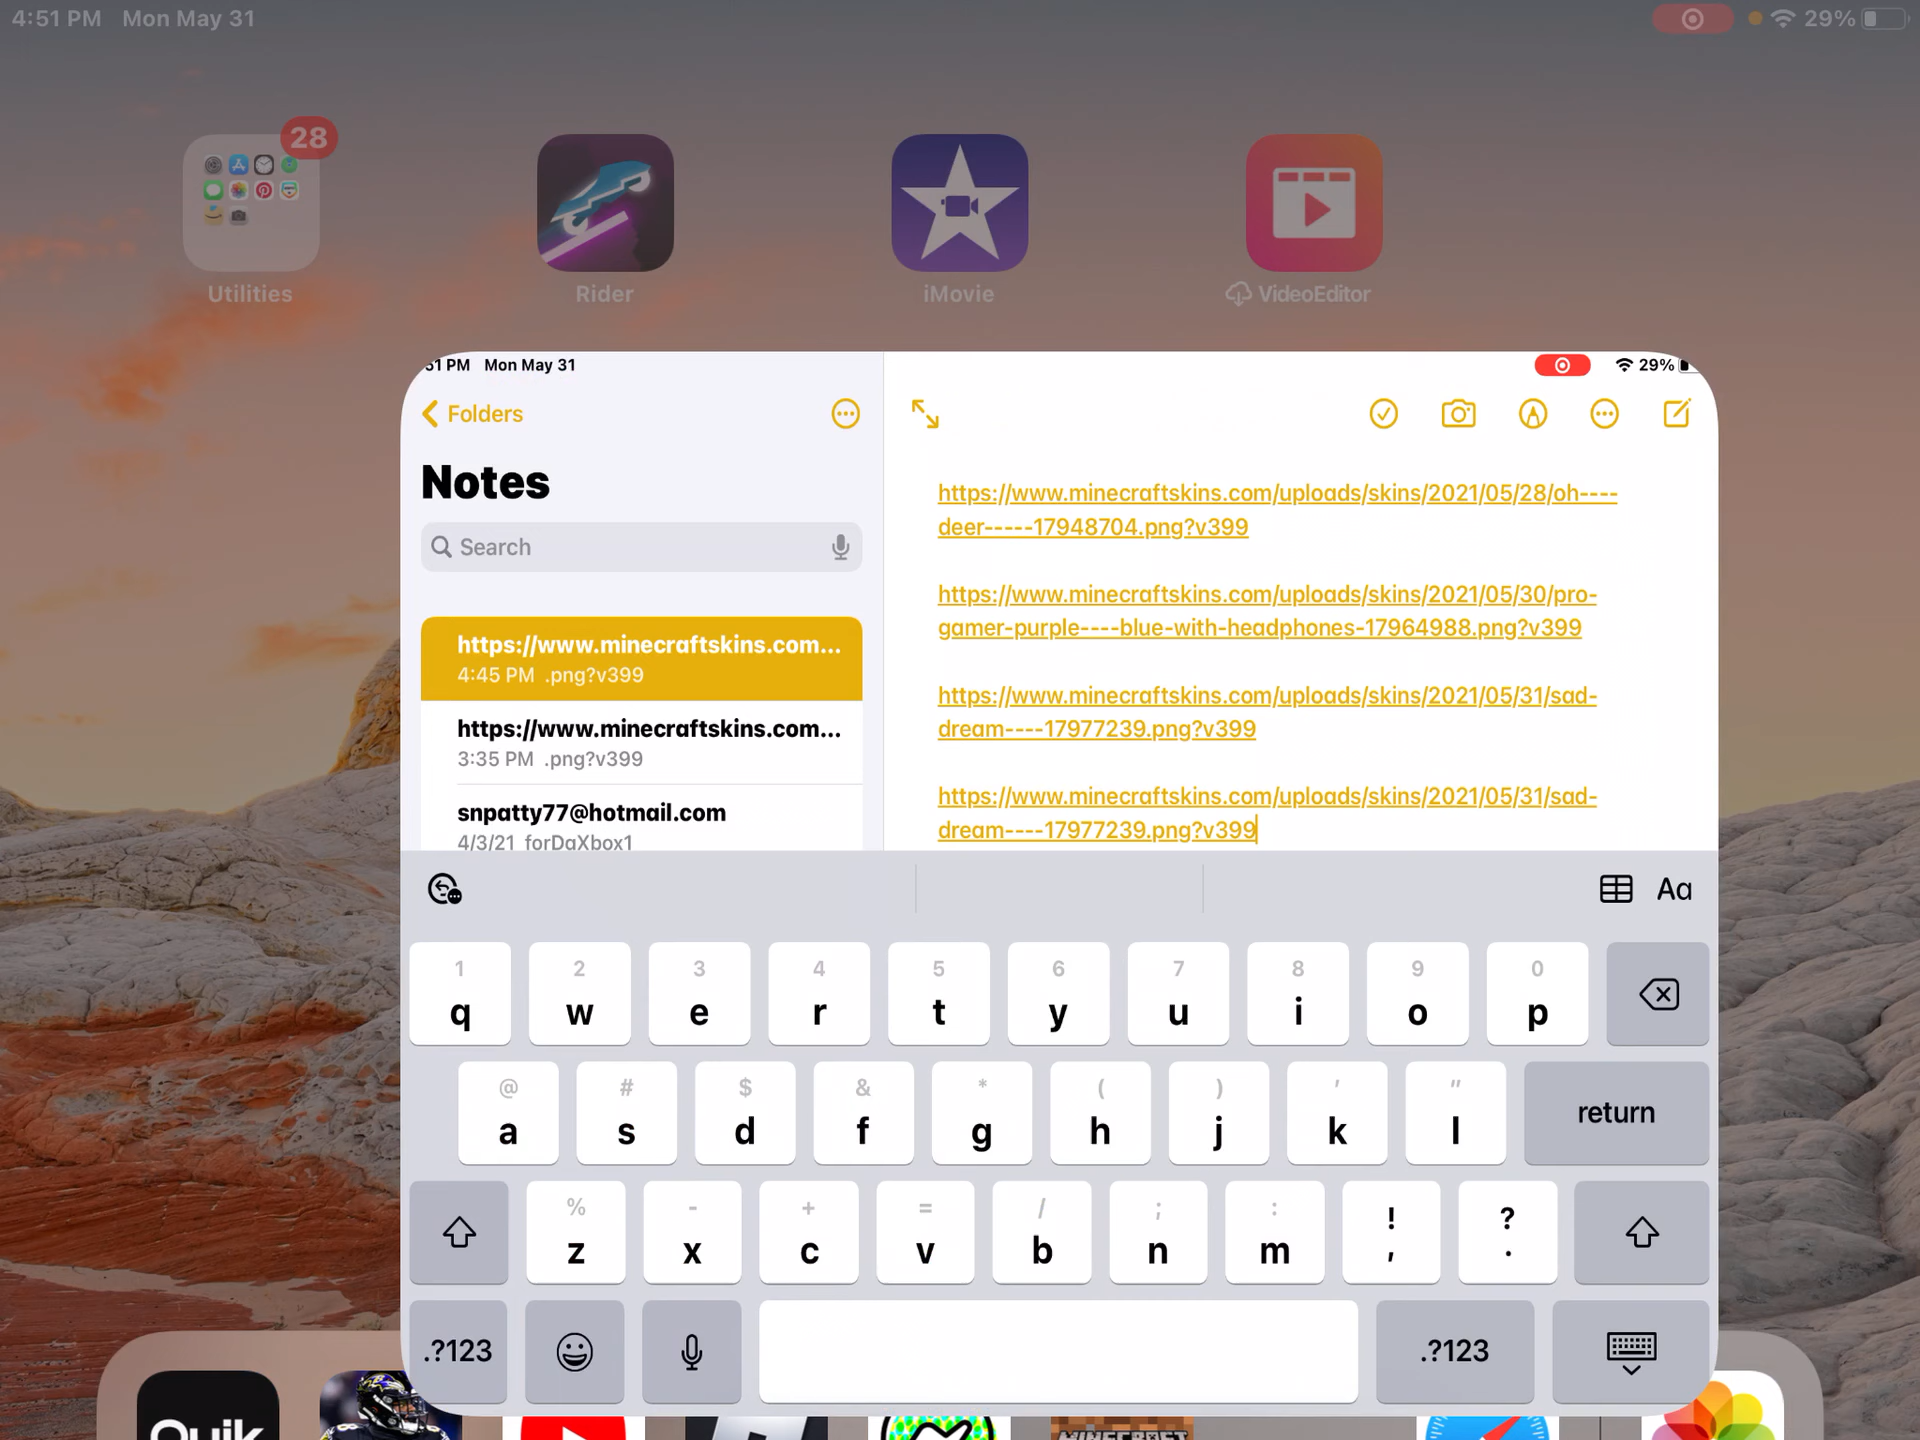 4:51 PM Mon May 31
29%
28
Utilities
Rider
iMovie
VideoEditor
51 PM Mon May 31
29%
Folders
Notes
Search
https://www.minecraftskins.com...
4:45 PM .png?v399
https://www.minecraftskins.com...
3:35 PM .png?v399
snpatty77@hotmail.com
4/3/21 forDaXbox1
https://www.minecraftskins.com/uploads/skins/2021/05/28/oh----
deer-----17948704.png?v399
https://www.minecraftskins.com/uploads/skins/2021/05/30/pro-
gamer-purple----blue-with-headphones-17964988.png?v399
https://www.minecraftskins.com/uploads/skins/2021/05/31/sad-
dream----17977239.png?v399
https://www.minecraftskins.com/uploads/skins/2021/05/31/sad-
dream----17977239.png?v399
Aa
1 2 3 4 5 6 7 8 9 0
q w e r t y u i o p
@ # $ & * ( ) ' "
a s d f g h j k l return
% - + = / ; : ! ?
z x c v b n m , .
.?123 .?123
Quik
MINECRAFT